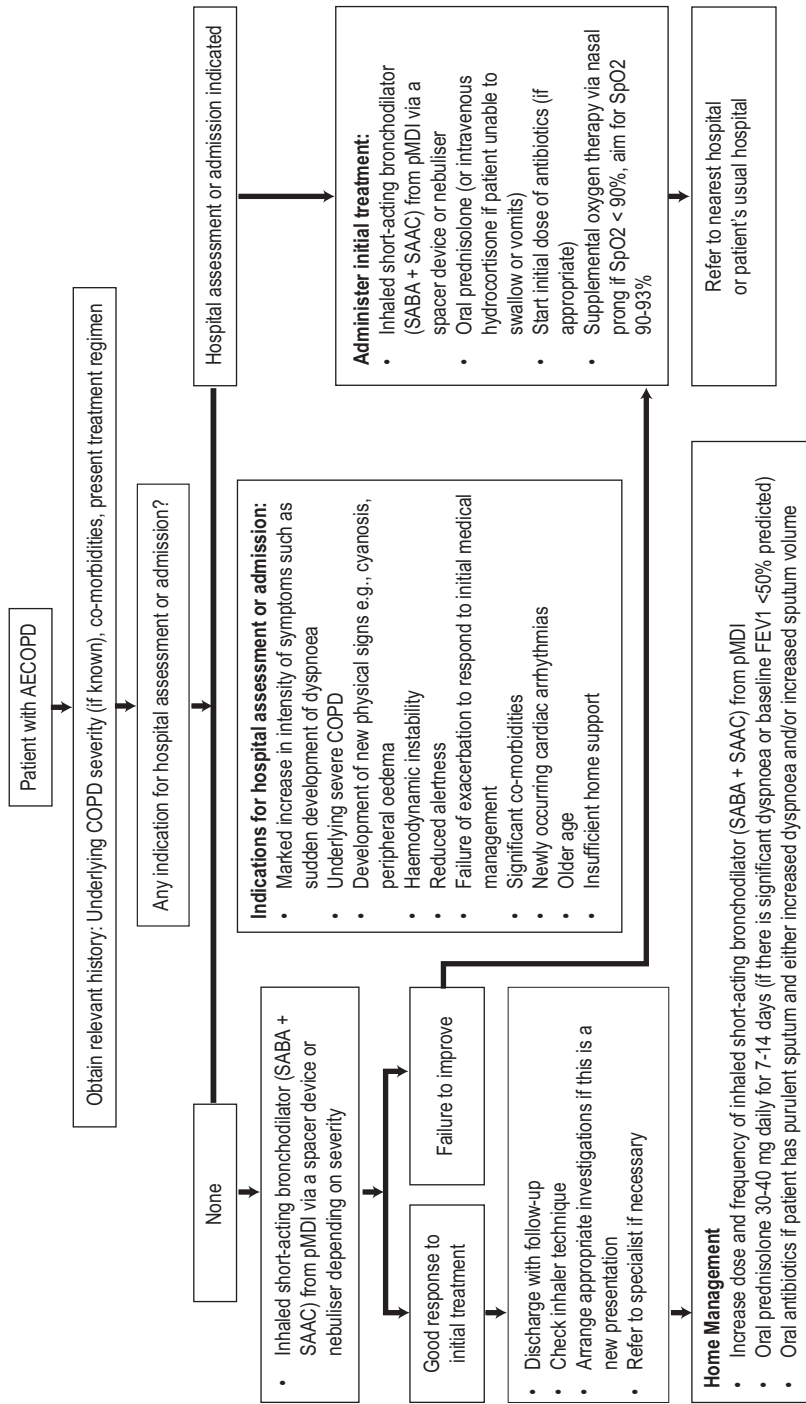 Patient with AECOPD
Obtain relevant history: Underlying COPD severity (if known), co-morbidities, present treatment regimen
Any indication for hospital assessment or admission?
None
• Inhaled short-acting bronchodilator (SABA +
SAAC) from pMDI via a spacer device or
nebuliser depending on severity
Good response to
initial treatment
Failure to improve
• Discharge with follow-up
• Check inhaler technique
• Arrange appropriate investigations if this is a
new presentation
• Refer to specialist if necessary
Home Management
• Increase dose and frequency of inhaled short-acting bronchodilator (SABA + SAAC) from pMDI
• Oral prednisolone 30-40 mg daily for 7-14 days (if there is significant dyspnoea or baseline FEV1 <50% predicted)
• Oral antibiotics if patient has purulent sputum and either increased dyspnoea and/or increased sputum volume
Indications for hospital assessment or admission:
• Marked increase in intensity of symptoms such as
sudden development of dyspnoea
• Underlying severe COPD
• Development of new physical signs e.g., cyanosis,
peripheral oedema
• Haemodynamic instability
• Reduced alertness
• Failure of exacerbation to respond to initial medical
management
• Significant co-morbidities
• Newly occurring cardiac arrhythmias
• Older age
• Insufficient home support
Hospital assessment or admission indicated
Administer initial treatment:
• Inhaled short-acting bronchodilator
(SABA + SAAC) from pMDI via a
spacer device or nebuliser
• Oral prednisolone (or intravenous
hydrocortisone if patient unable to
swallow or vomits)
• Start initial dose of antibiotics (if
appropriate)
• Supplemental oxygen therapy via nasal
prong if SpO2 < 90%, aim for SpO2
90-93%
Refer to nearest hospital
or patient's usual hospital